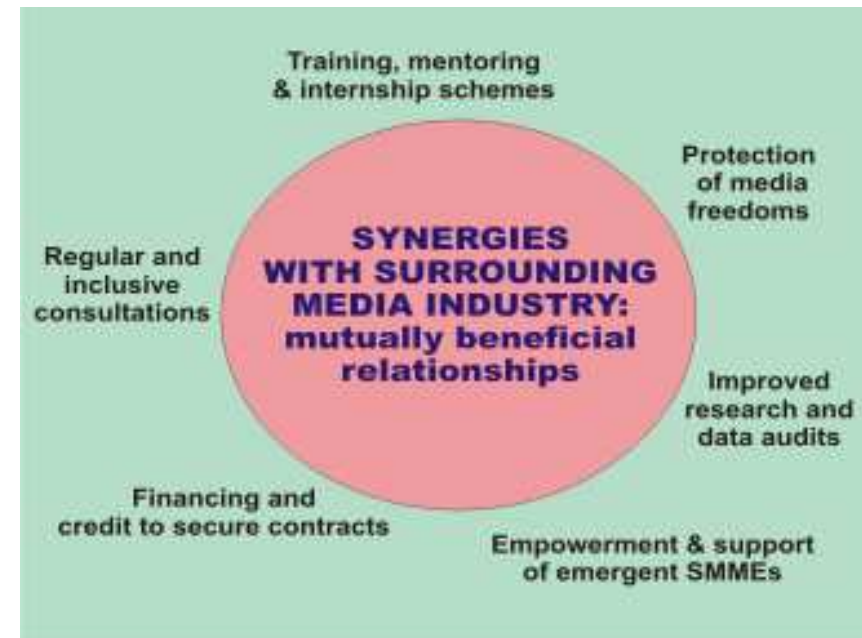 Training, mentoring
& internship schemes
Protection
of media
freedoms
SYNERGIES
WITH SURROUNDING
MEDIA INDUSTRY:
mutually beneficial
relationships
Regular and
inclusive
consultations
Improved
research and
data audits
Financing and
credit to secure contracts
Empowerment & support
of emergent SMMEs